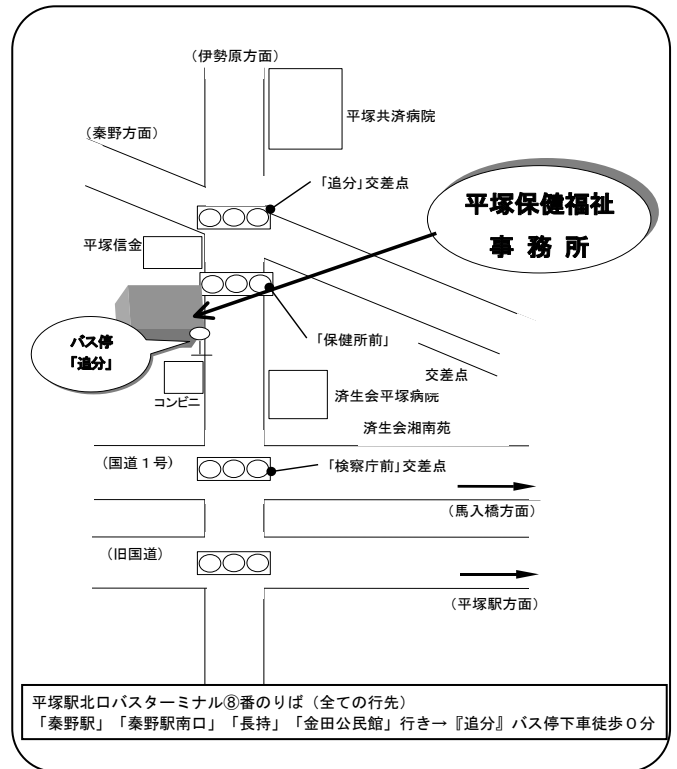 (伊勢原方面)
平塚共済病院
(秦野方面)
「追分」交差点
平塚保健福祉
事務所
平塚信金
「保健所前」
交差点
バス停
「追分」
コンビニ
済生会平塚病院
済生会湘南苑
(国道1号)
「検察庁前」交差点
(馬入橋方面)
(旧国道)
(平塚駅方面)
平塚駅北口バスターミナル⑧番のりば(全ての行先)
「秦野駅」「秦野駅南口」「長持」「金田公民館」行き→『追分』バス停下車徒歩0分